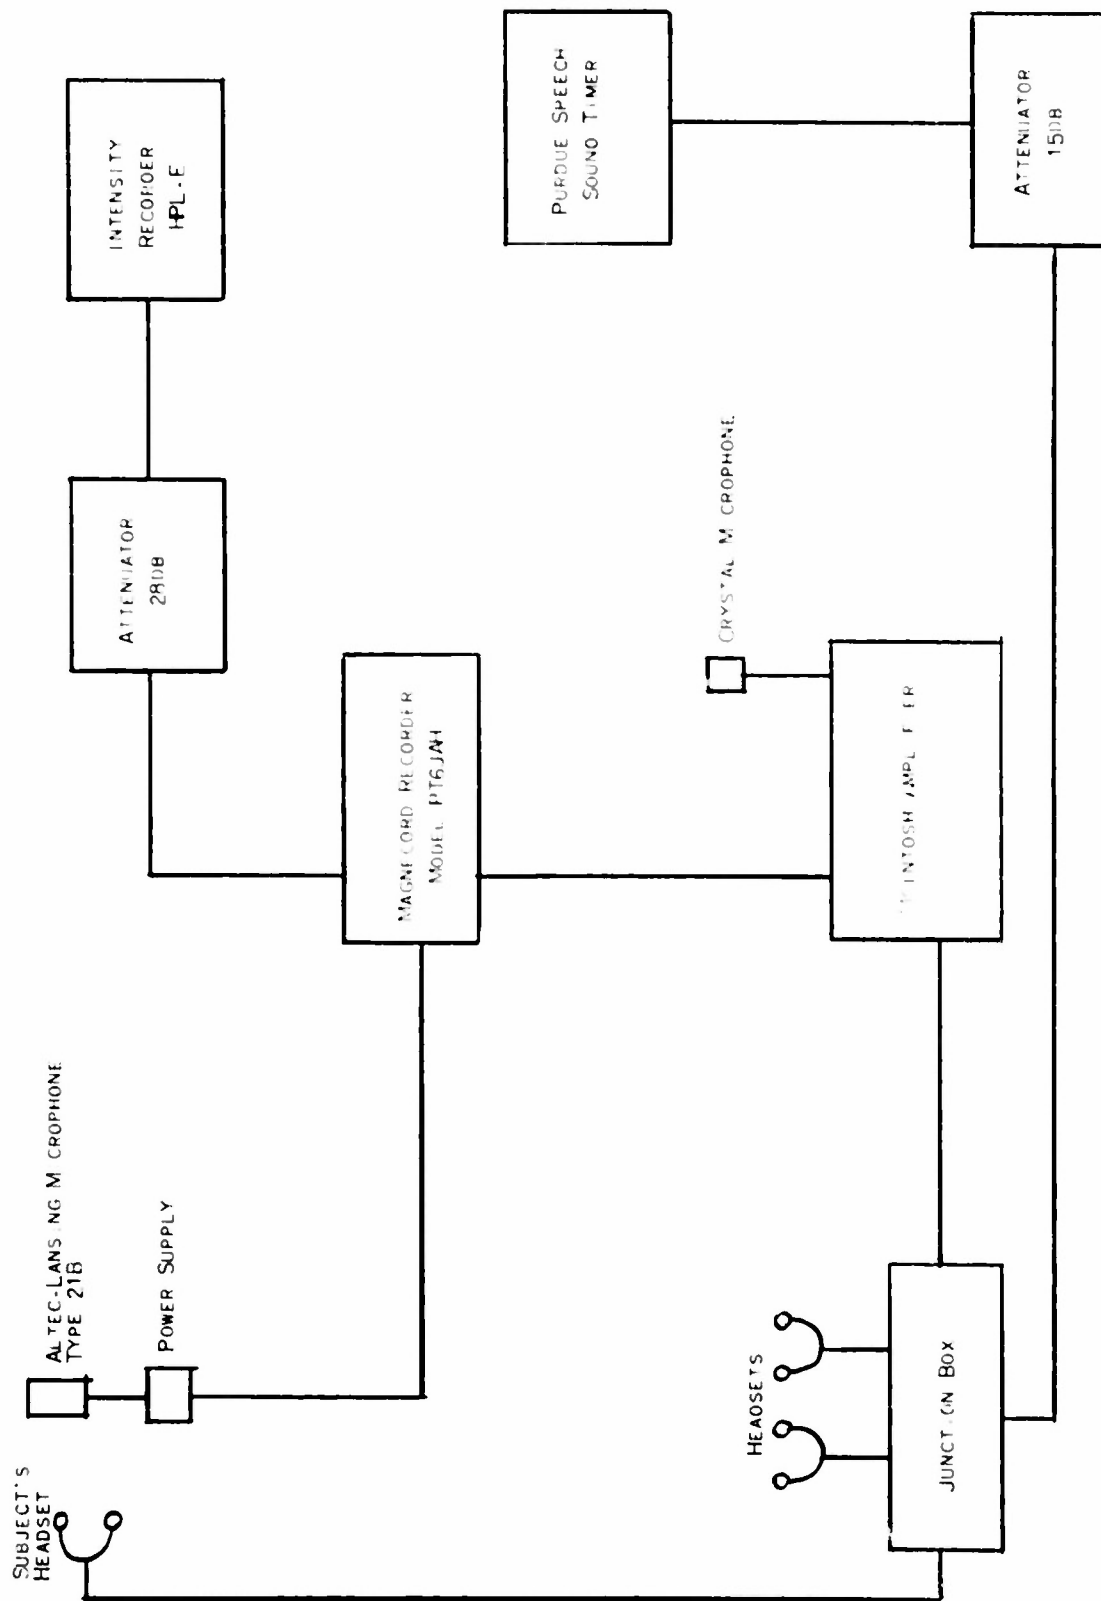 SUBJECT'S
HEADSET
ALTEC-LANSING MICROPHONE
TYPE 21B
POWER SUPPLY
ATTENUATOR
28DB
INTENSITY
RECORDER
HPL-E
MAGNECORD RECORDER
MODEL PT6JAH
HEADSETS
JUNCTION BOX
CRYSTAL MICROPHONE
MCINTOSH AMPLIFIER
PURDUE SPEECH
SOUND TIMER
ATTENUATOR
15DB